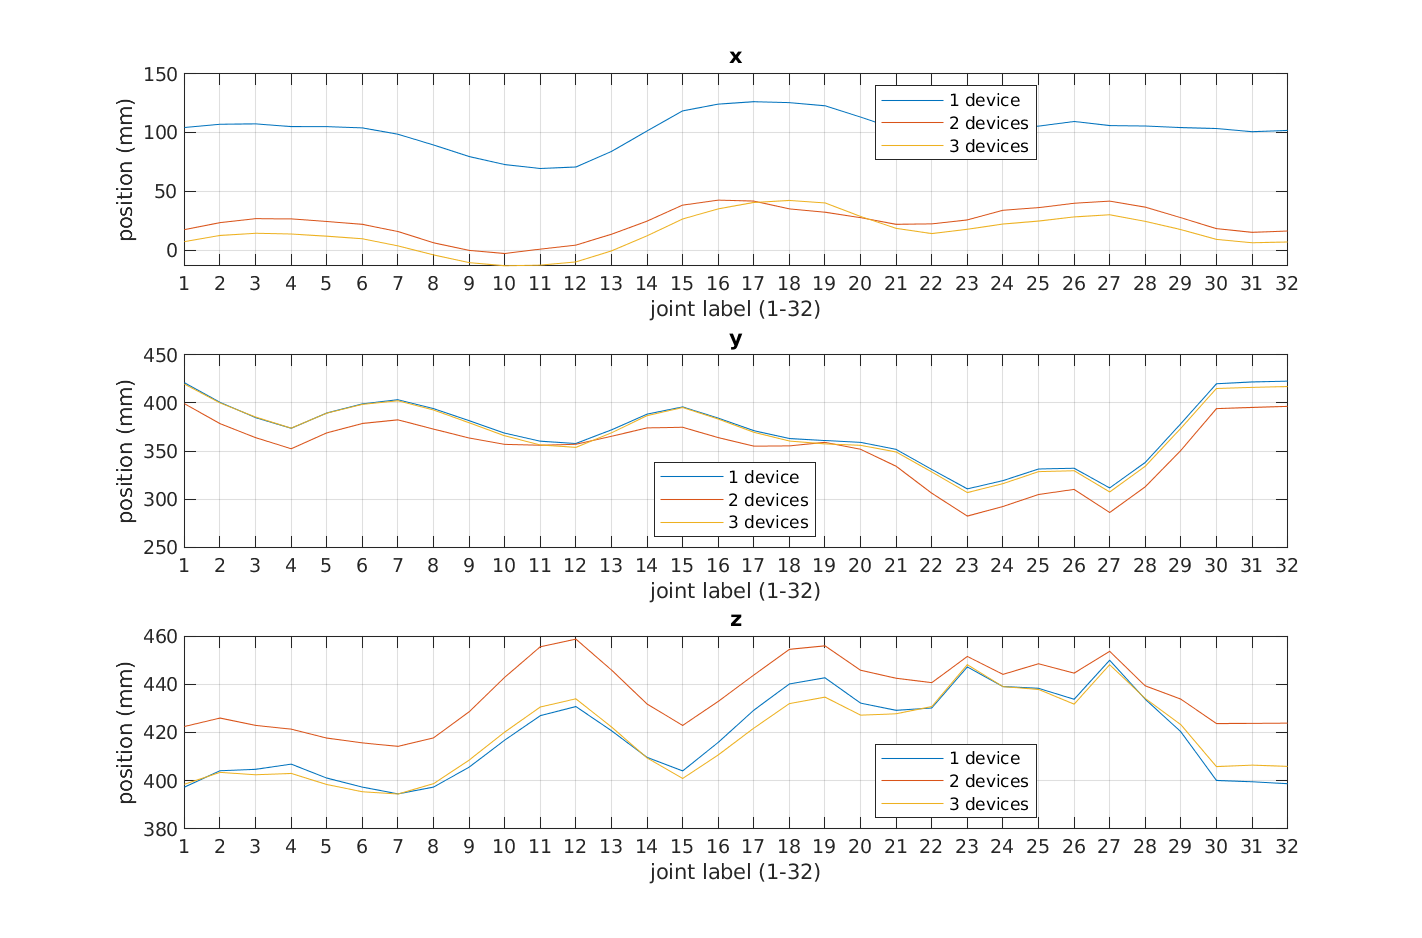 x
150
100
50
0
position (mm)
1 device
2 devices
3 devices
1 2 3 4 5 6 7 8 9 10 11 12 13 14 15 16 17 18 19 20 21 22 23 24 25 26 27 28 29 30 31 32
joint label (1-32)
y
450
400
350
300
250
position (mm)
1 device
2 devices
3 devices
1 2 3 4 5 6 7 8 9 10 11 12 13 14 15 16 17 18 19 20 21 22 23 24 25 26 27 28 29 30 31 32
joint label (1-32)
z
460
440
420
400
380
position (mm)
1 device
2 devices
3 devices
1 2 3 4 5 6 7 8 9 10 11 12 13 14 15 16 17 18 19 20 21 22 23 24 25 26 27 28 29 30 31 32
joint label (1-32)